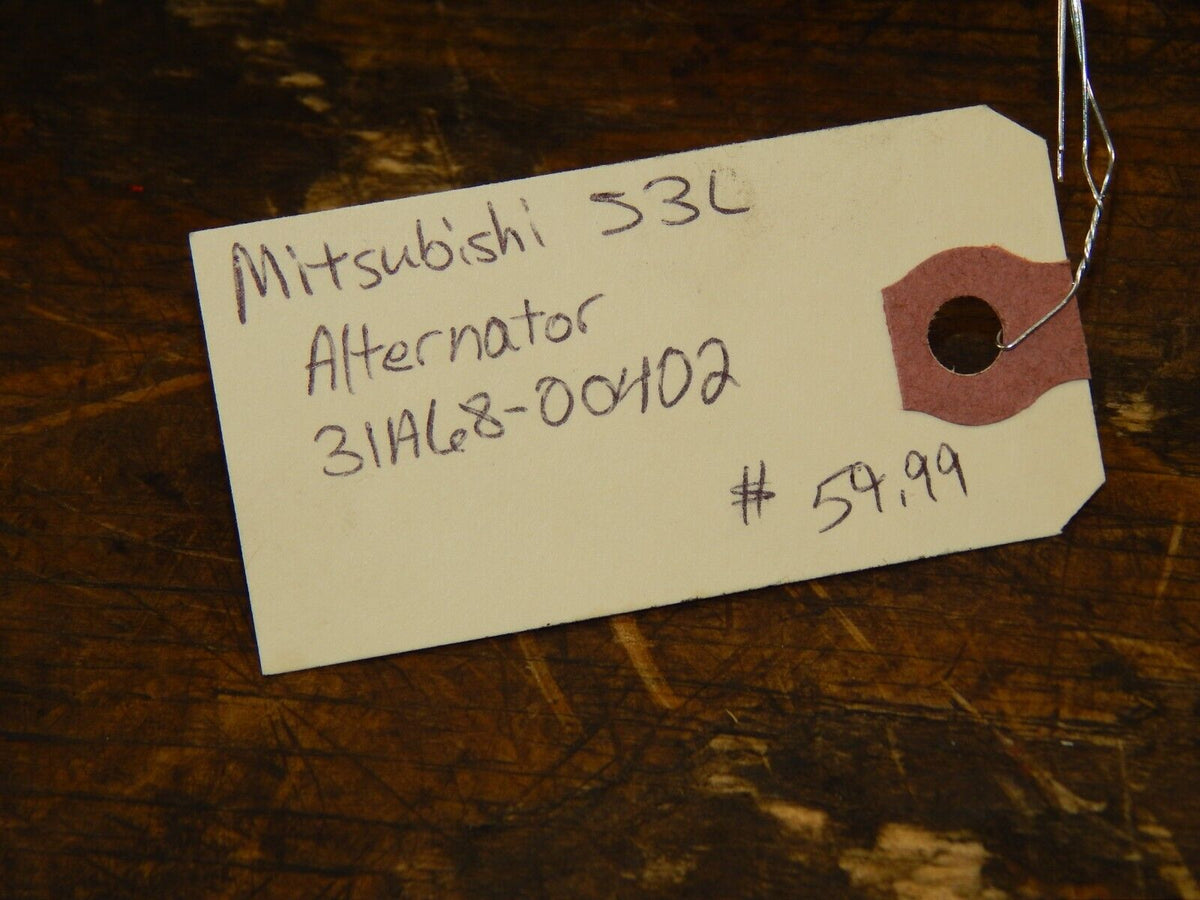 Mitsubishi S3L
Alternator
31A68-00402
# 59.99